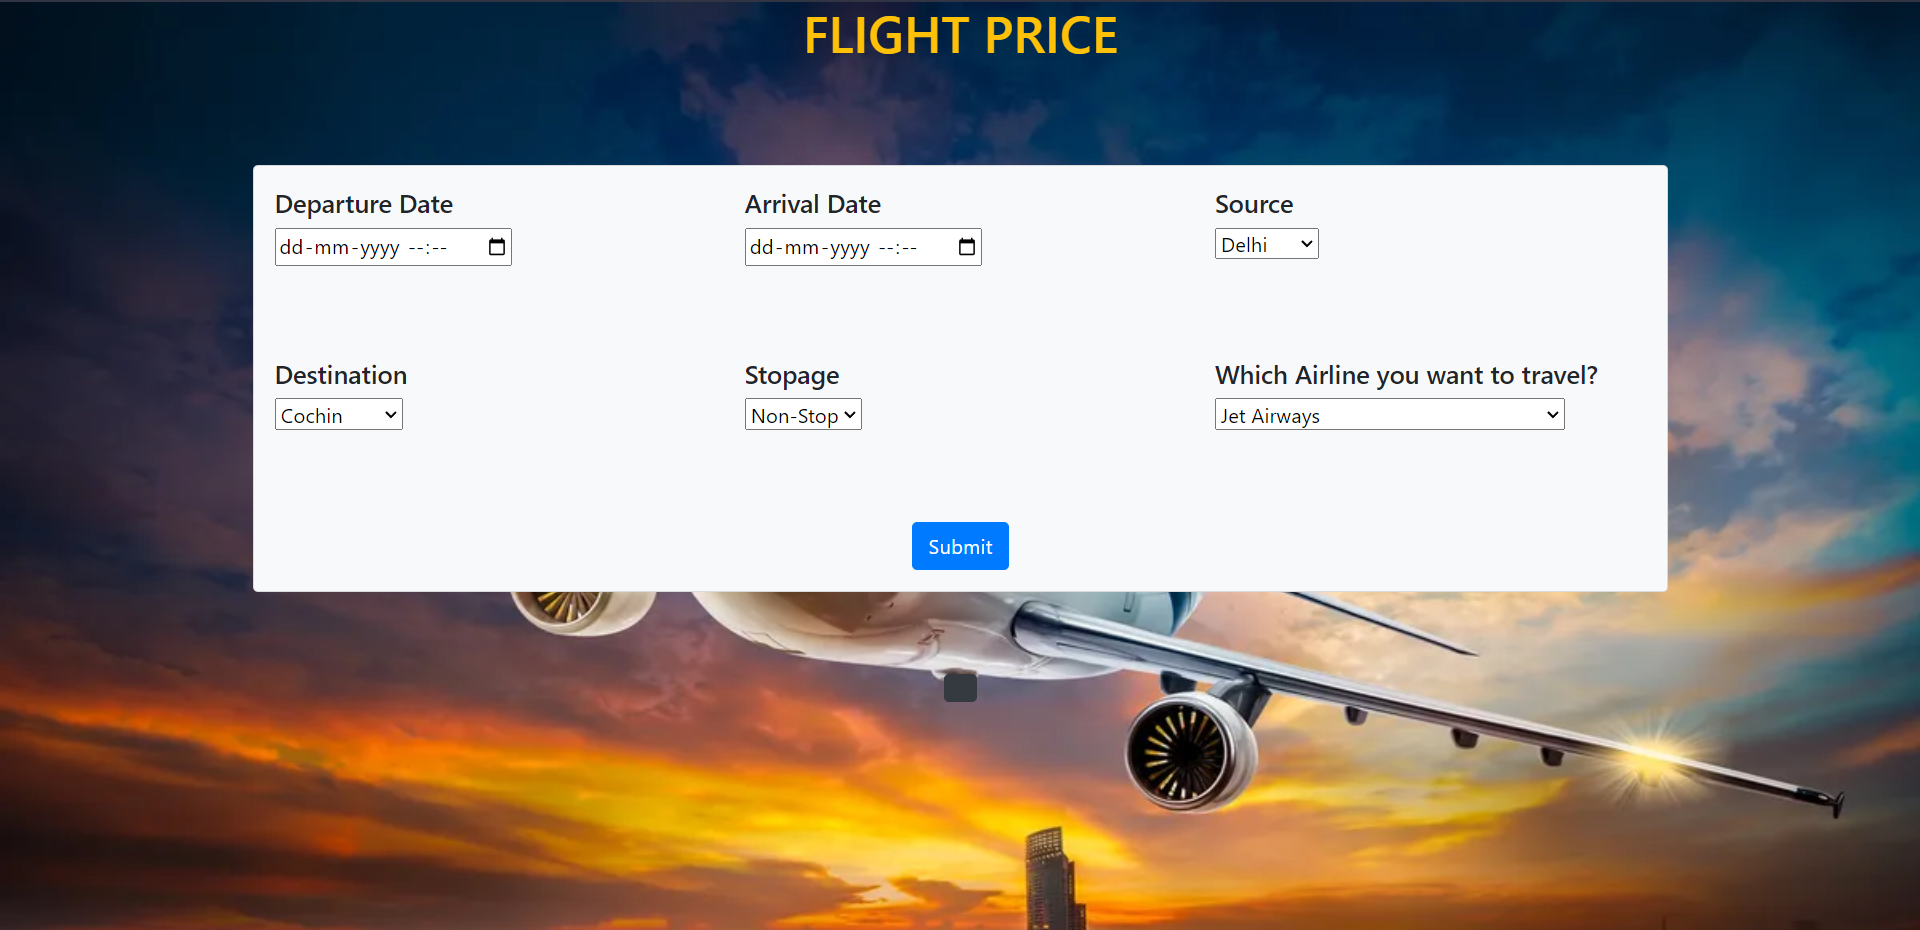 FLIGHT PRICE
Departure Date
Arrival Date
Source
dd-mm-yyyy --:--
dd-mm-yyyy --:--
Delhi
Destination
Stopage
Which Airline you want to travel?
Cochin
Non-Stop
Jet Airways
Submit